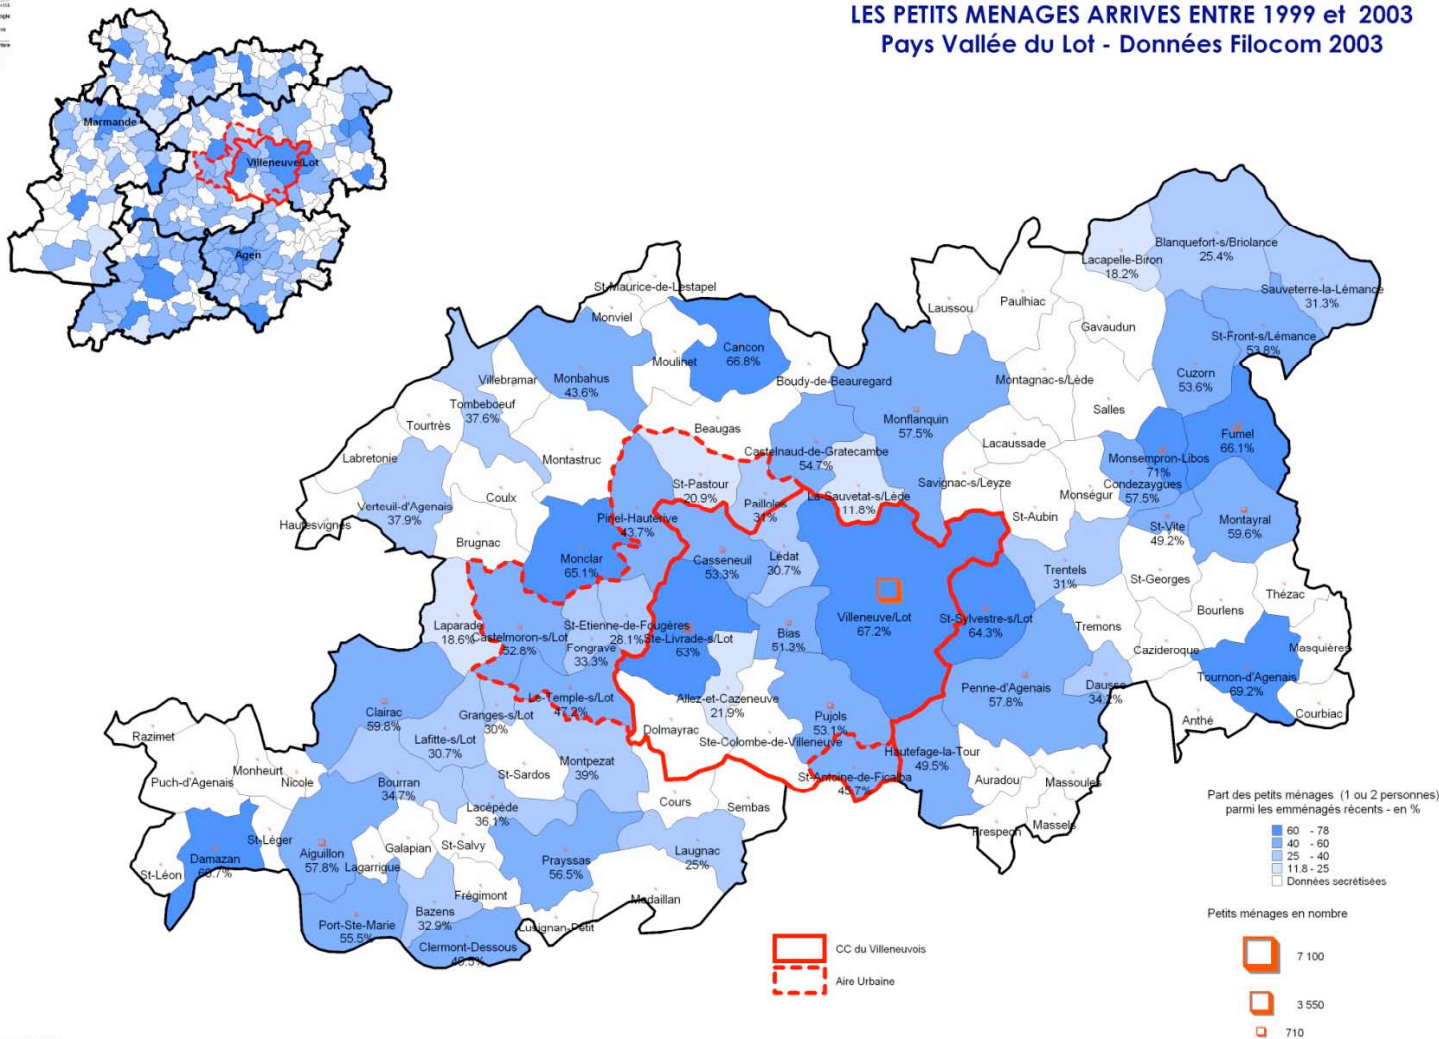 LES PETITS MENAGES ARRIVES ENTRE 1999 et 2003
Pays Vallée du Lot - Données Filocom 2003
Marmande
Villeneuve/Lot
Agen
Blanquefort-s/Briolance
25.4%
Lacapelle-Biron
18.2%
Sauveterre-la-Lémance
31.3%
St-Maurice-de-Lestapel
Monviel
Laussou
Paulhiac
Gavaudun
St-Front-s/Lémance
53.8%
Cancon
66.8%
Moulinet
Boudy-de-Beauregard
Villebramar
Monbahus
43.6%
Montagnac-s/Lède
Cuzorn
53.6%
Tombeboeuf
37.6%
Tourtrès
Beaugas
Monflanquin
57.5%
Salles
Lacaussade
Fumel
66.1%
Labretonie
Montastruc
Castelnaud-de-Gratecambe
54.7%
Monsempron-Libos
71%
Condezaygues
57.5%
St-Pastour
20.9%
Savignac-s/Leyze
Monségur
Coulx
Pailloles
31%
La-Sauvetat-s/Lède
11.8%
Verteuil-d'Agenais
37.9%
Hautesvignes
Pinel-Hauterive
43.7%
St-Aubin
St-Vite
49.2%
Montayral
59.6%
Brugnac
Monclar
65.1%
Casseneuil
53.3%
Lédat
30.7%
Trentels
31%
St-Georges
Thézac
Bourlens
Laparade
18.6%
Castelmoron-s/Lot
52.8%
St-Etienne-de-Fougères
28.1%
Ste-Livrade-s/Lot
63%
Bias
51.3%
Villeneuve/Lot
67.2%
St-Sylvestre-s/Lot
64.3%
Tremons
Fongrave
33.3%
Cazideroque
Masquières
Le-Temple-s/Lot
47.2%
Allez-et-Cazeneuve
21.9%
Penne-d'Agenais
57.8%
Dausse
34.2%
Tournon-d'Agenais
69.2%
Clairac
59.8%
Granges-s/Lot
30%
Pujols
53.1%
Anthé
Courbiac
Razimet
Lafitte-s/Lot
30.7%
Dolmayrac
Ste-Colombe-de-Villeneuve
Hautefage-la-Tour
49.5%
Monheurt
Puch-d'Agenais
Nicole
Bourran
34.7%
St-Sardos
Montpezat
39%
St-Antoine-de-Ficalba
45.7%
Auradou
Massoules
Lacépède
36.1%
Cours
Sembas
Frespech
Massels
St-Léger
Damazan
St-Léon
Aiguillon
57.8%
Lagarrigue
Galapian
St-Salvy
Prayssas
56.5%
Laugnac
25%
Frégimont
Madaillan
Bazens
32.9%
Port-Ste-Marie
55.5%
Lusignan-Petit
Clermont-Dessous
Part des petits ménages (1 ou 2 personnes)
parmi les emménagés récents - en %
60 - 78
40 - 60
25 - 40
11.8 - 25
Données secrétisées
Petits ménages en nombre
7 100
3 550
710
CC du Villeneuvois
Aire Urbaine